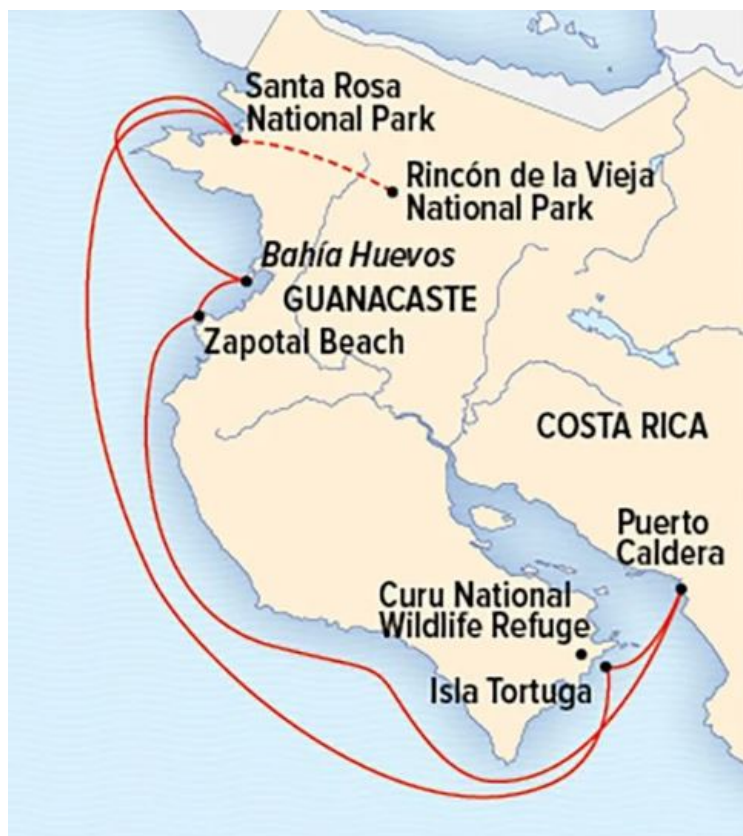 Santa Rosa
National Park
Rincón de la Vieja
National Park
Bahía Huevos
GUANACASTE
Zapotal Beach
COSTA RICA
Puerto
Caldera
Curu National
Wildlife Refuge
Isla Tortuga